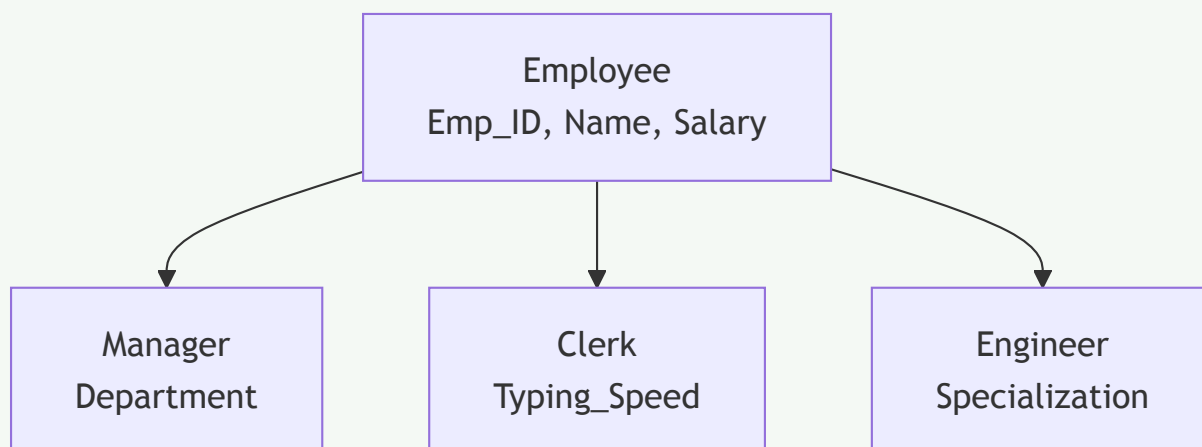 Employee
Emp_ID, Name, Salary
Manager
Department
Clerk
Typing_Speed
Engineer
Specialization